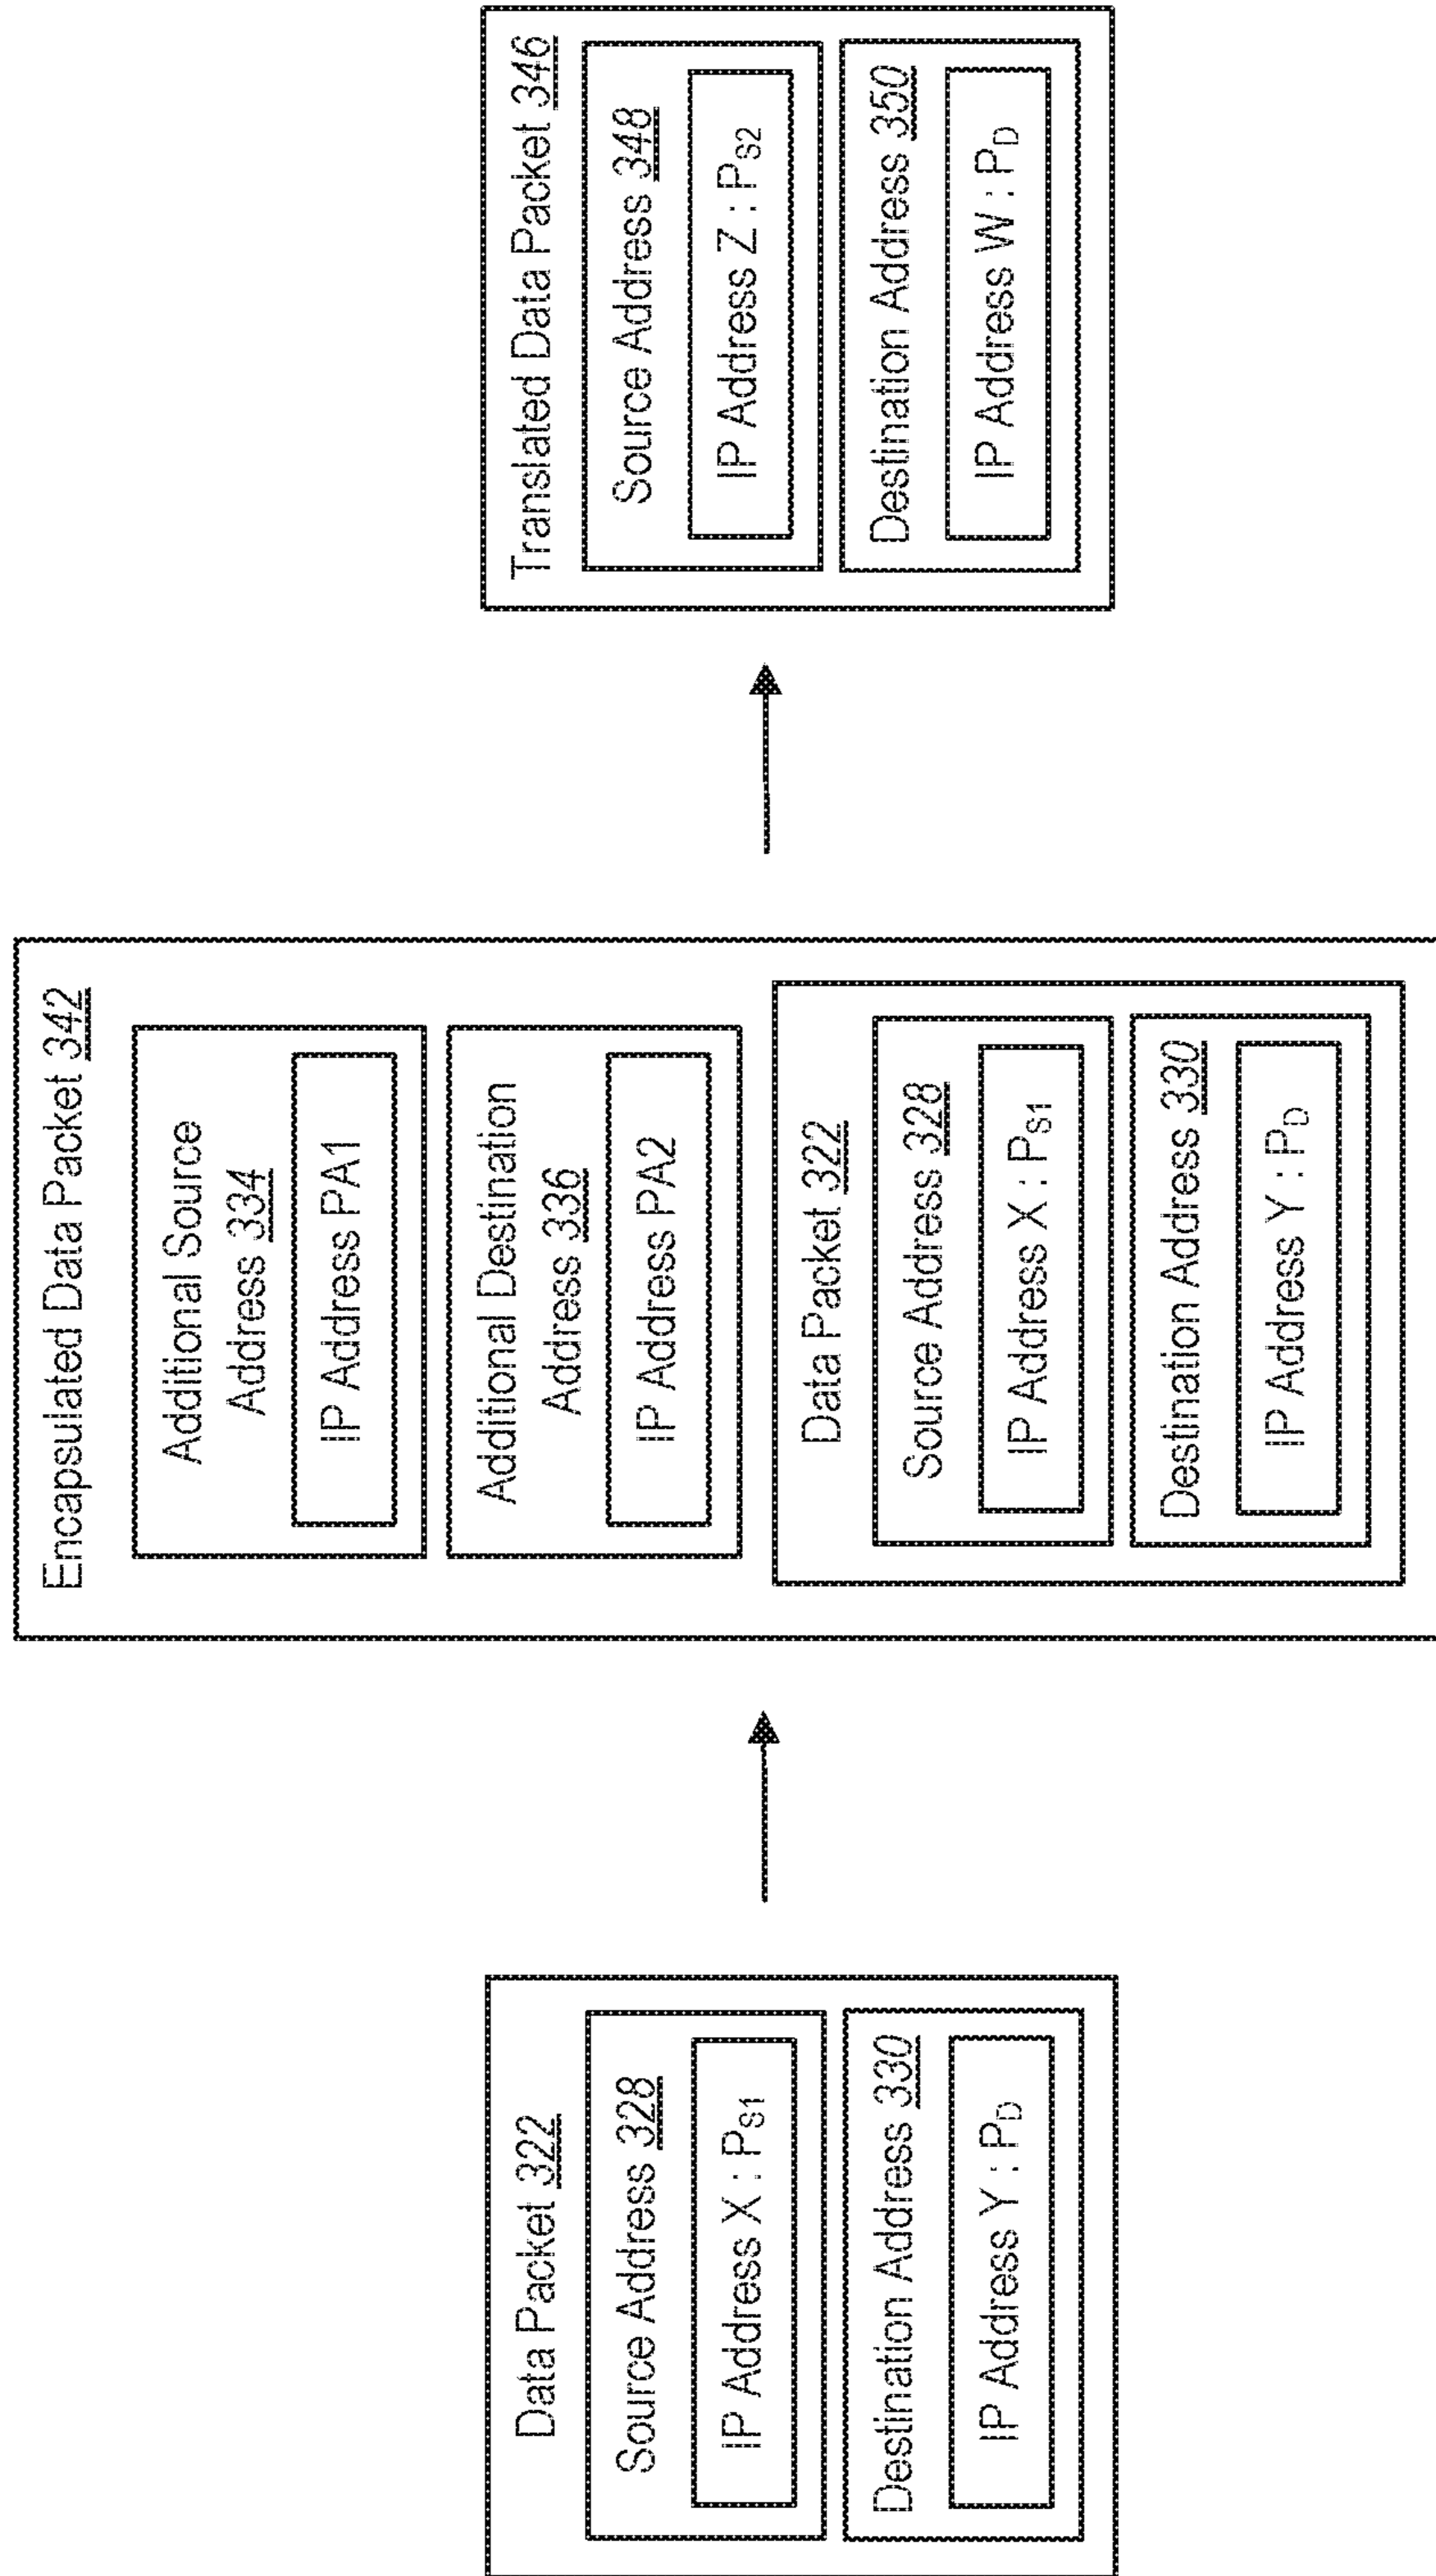 Data Packet 322
Source Address 328
IP Address X : PS1
Destination Address 330
IP Address Y : PD
Encapsulated Data Packet 342
Additional Source
Address 334
IP Address PA1
Additional Destination
Address 336
IP Address PA2
Data Packet 322
Source Address 328
IP Address X : PS1
Destination Address 330
IP Address Y : PD
Translated Data Packet 346
Source Address 348
IP Address Z : PS2
Destination Address 350
IP Address W : PD